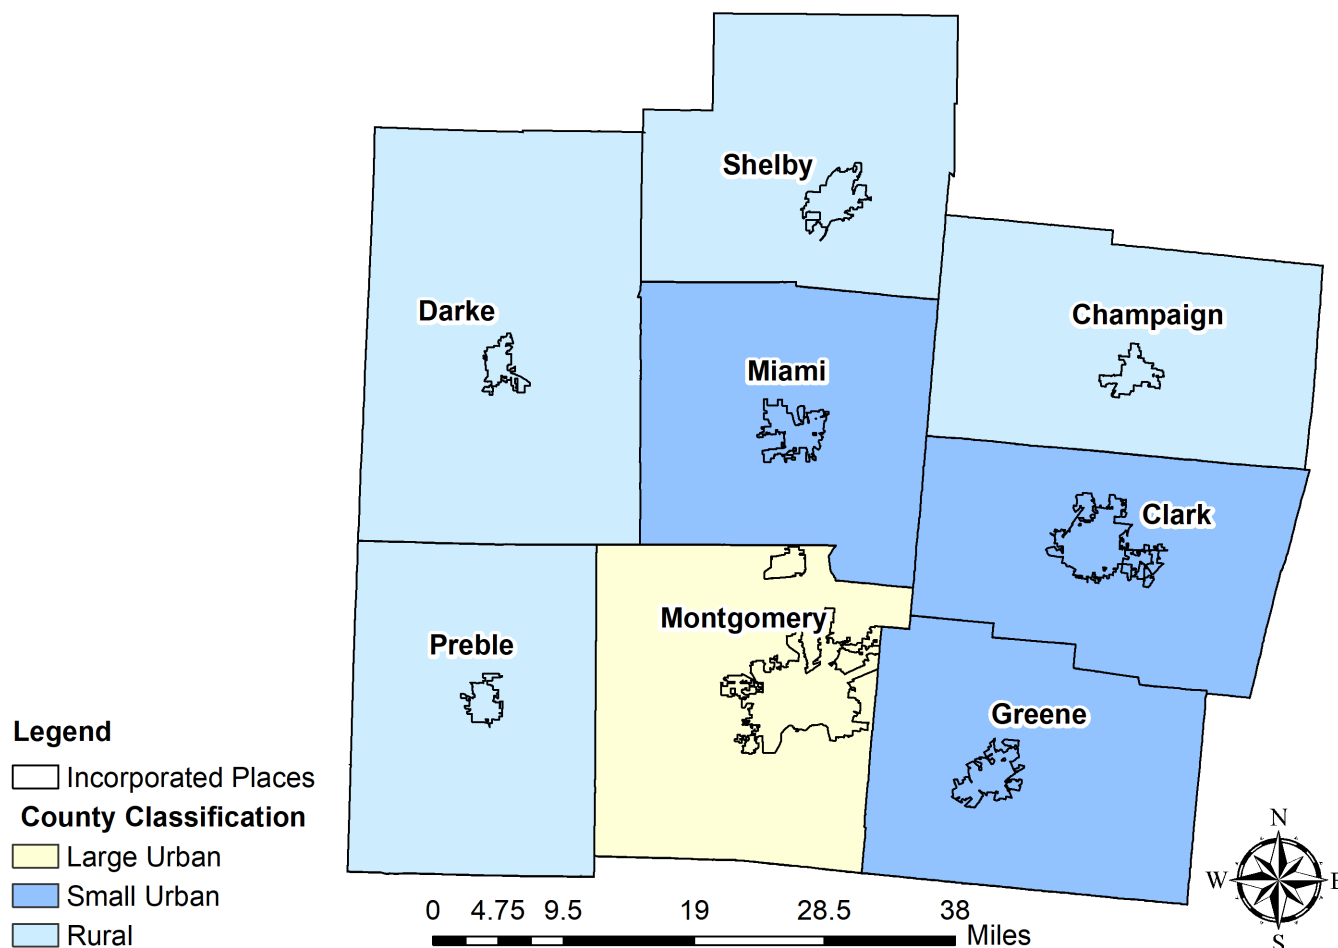 Shelby
Darke
Champaign
Miami
Clark
Montgomery
Preble
Greene
Legend
Incorporated Places
County Classification
Large Urban
Small Urban
Rural
0 4.75 9.5 19 28.5 38
Miles
N
W E
S